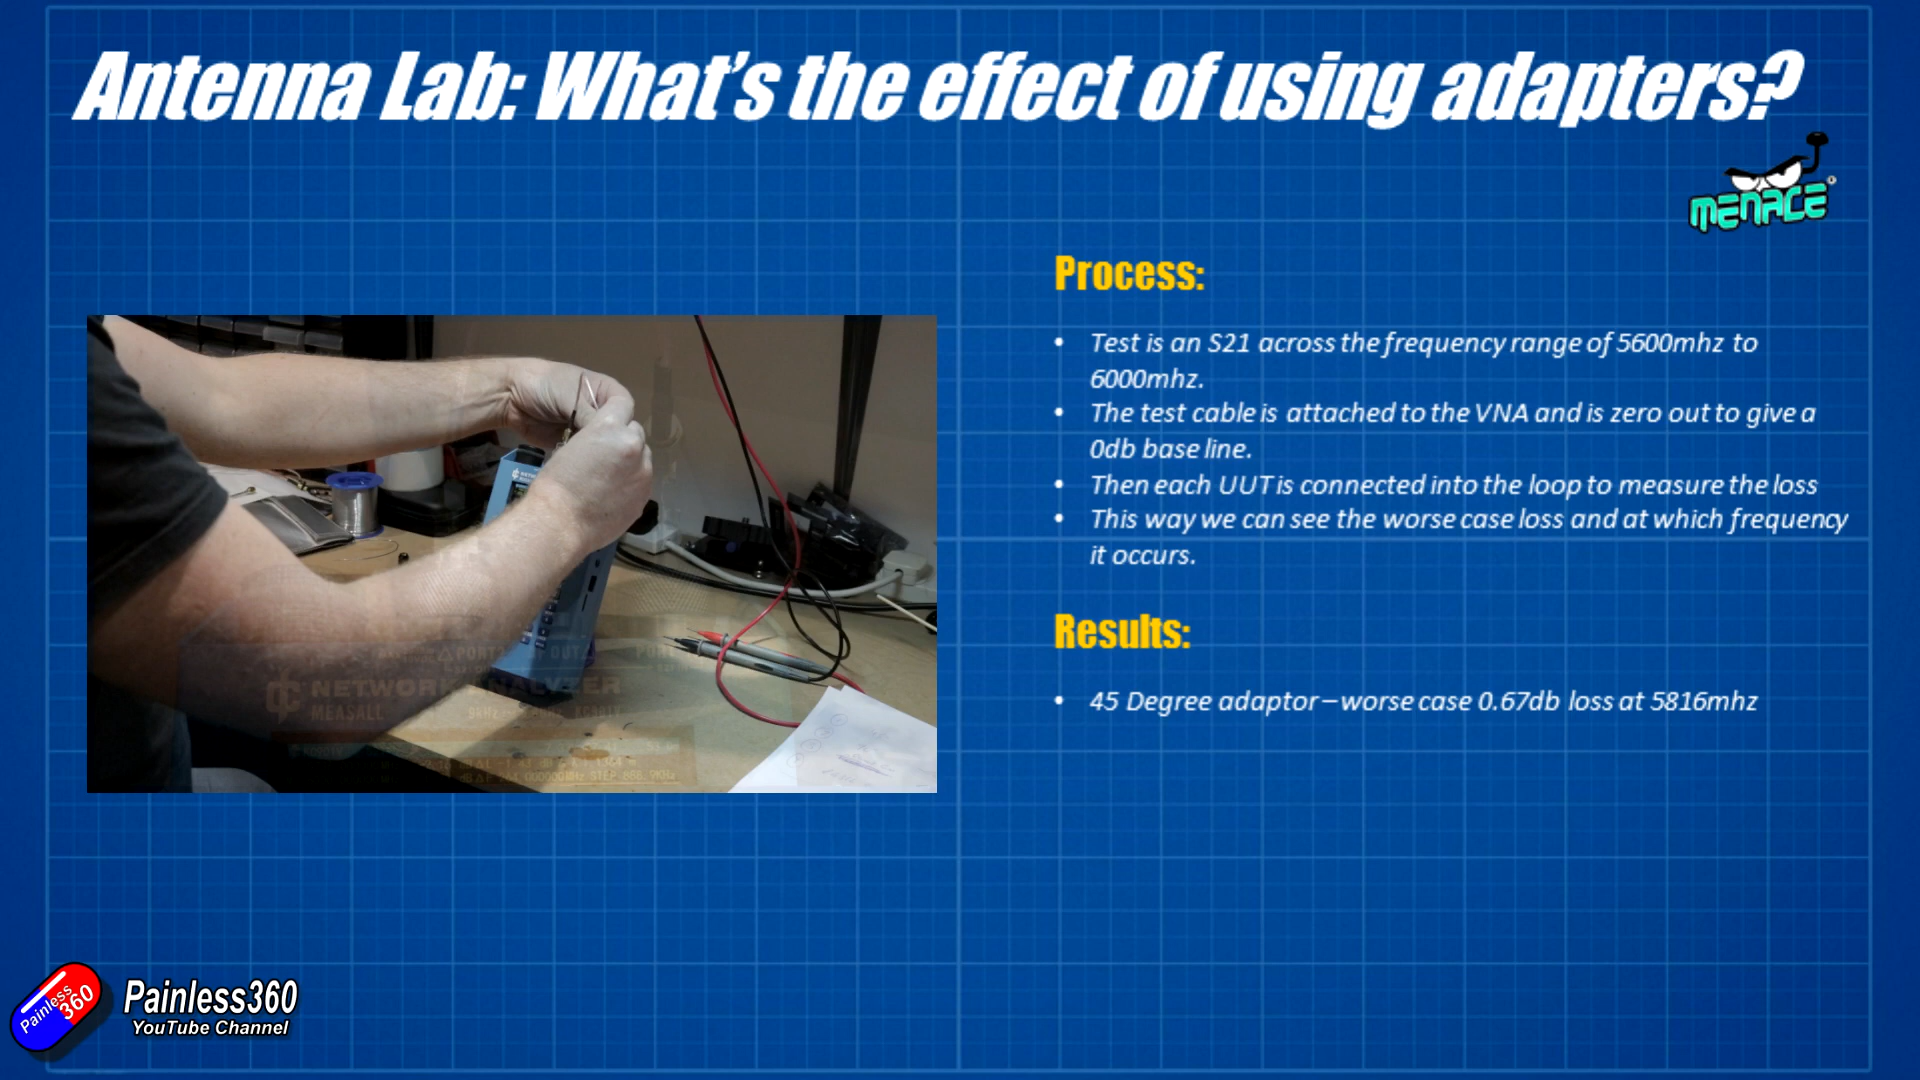 Antenna Lab: What's the effect of using adapters?
MENACE
Process:
• Test is an S21 across the frequency range of 5600mhz to
6000mhz.
• The test cable is attached to the VNA and is zero out to give a
0db base line.
• Then each UUT is connected into the loop to measure the loss
• This way we can see the worse case loss and at which frequency
it occurs.
Results:
• 45 Degree adaptor – worse case 0.67db loss at 5816mhz
NETWORK ANALYZER
MEASALL
KC901V
Painless
360
Painless360
YouTube Channel